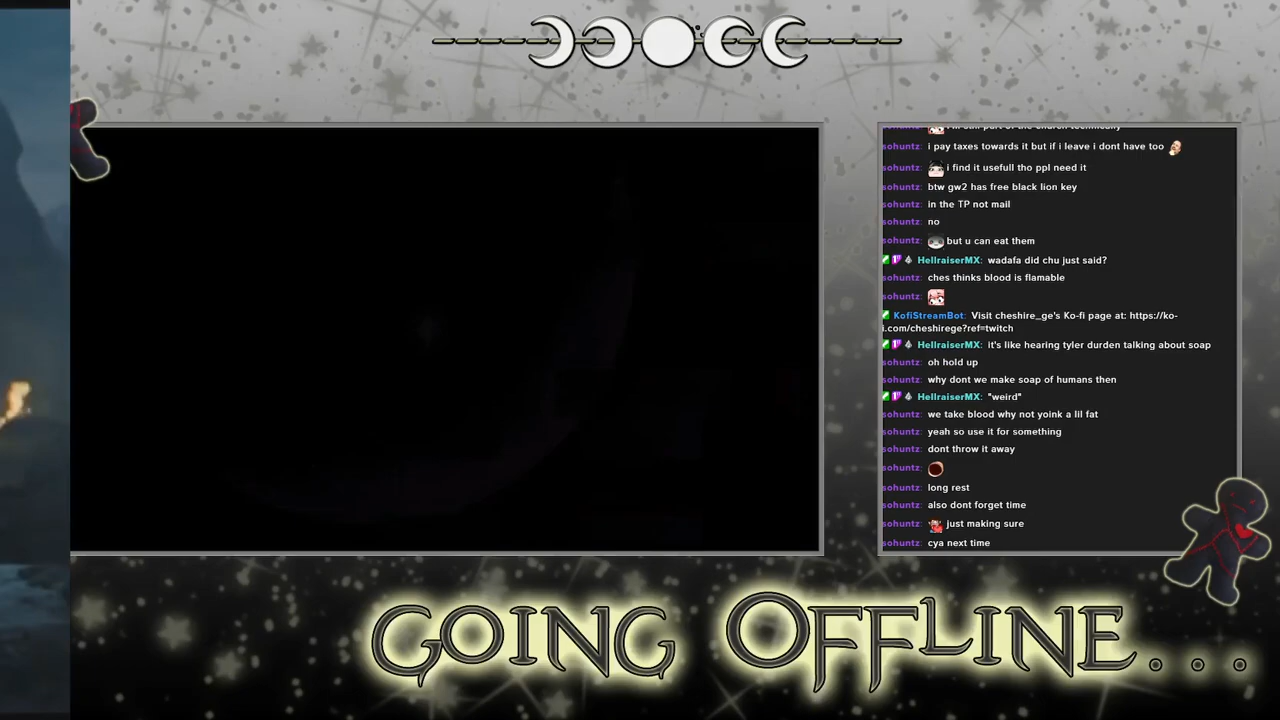 i pay taxes towards it but if i leave i dont have too
sohuntz: i find it usefull tho ppl need it
sohuntz: btw gw2 has free black lion key
sohuntz: in the TP not mail
sohuntz: no
sohuntz: but u can eat them
HellraiserMX: wadafa did chu just said?
sohuntz: ches thinks blood is flamable
sohuntz:
KofiStreamBot: Visit cheshire_ge's Ko-fi page at: https://ko-
i.com/cheshirege?ref=twitch
HellraiserMX: it's like hearing tyler durden talking about soap
sohuntz: oh hold up
sohuntz: why dont we make soap of humans then
HellraiserMX: "weird"
sohuntz: we take blood why not yoink a lil fat
sohuntz: yeah so use it for something
sohuntz: dont throw it away
sohuntz:
sohuntz: long rest
sohuntz: also dont forget time
sohuntz: just making sure
sohuntz: cya next time
GOING OFFLINE...